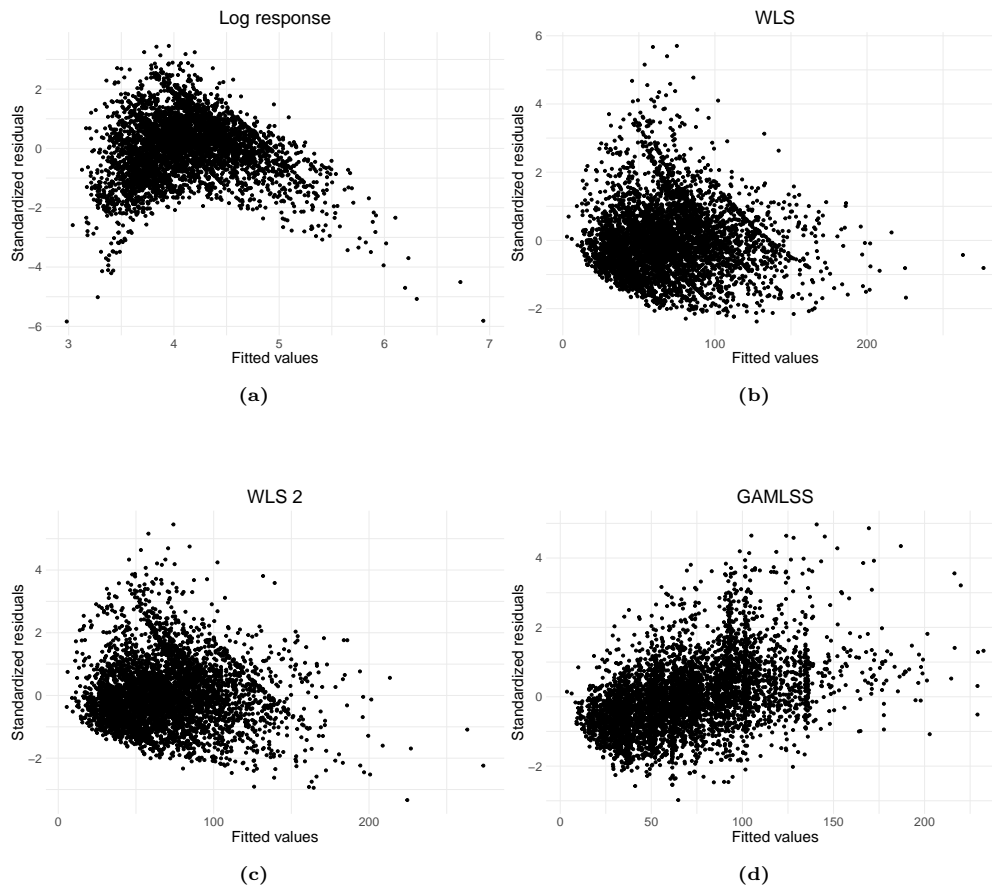 Log response
Standardized residuals
2
0
−2
−4
−6
3
4
5
6
7
Fitted values
(a)
WLS
Standardized residuals
6
4
2
0
−2
0
100
200
Fitted values
(b)
WLS 2
Standardized residuals
4
2
0
−2
0
100
200
Fitted values
(c)
GAMLSS
Standardized residuals
4
2
0
−2
0
50
100
150
200
Fitted values
(d)